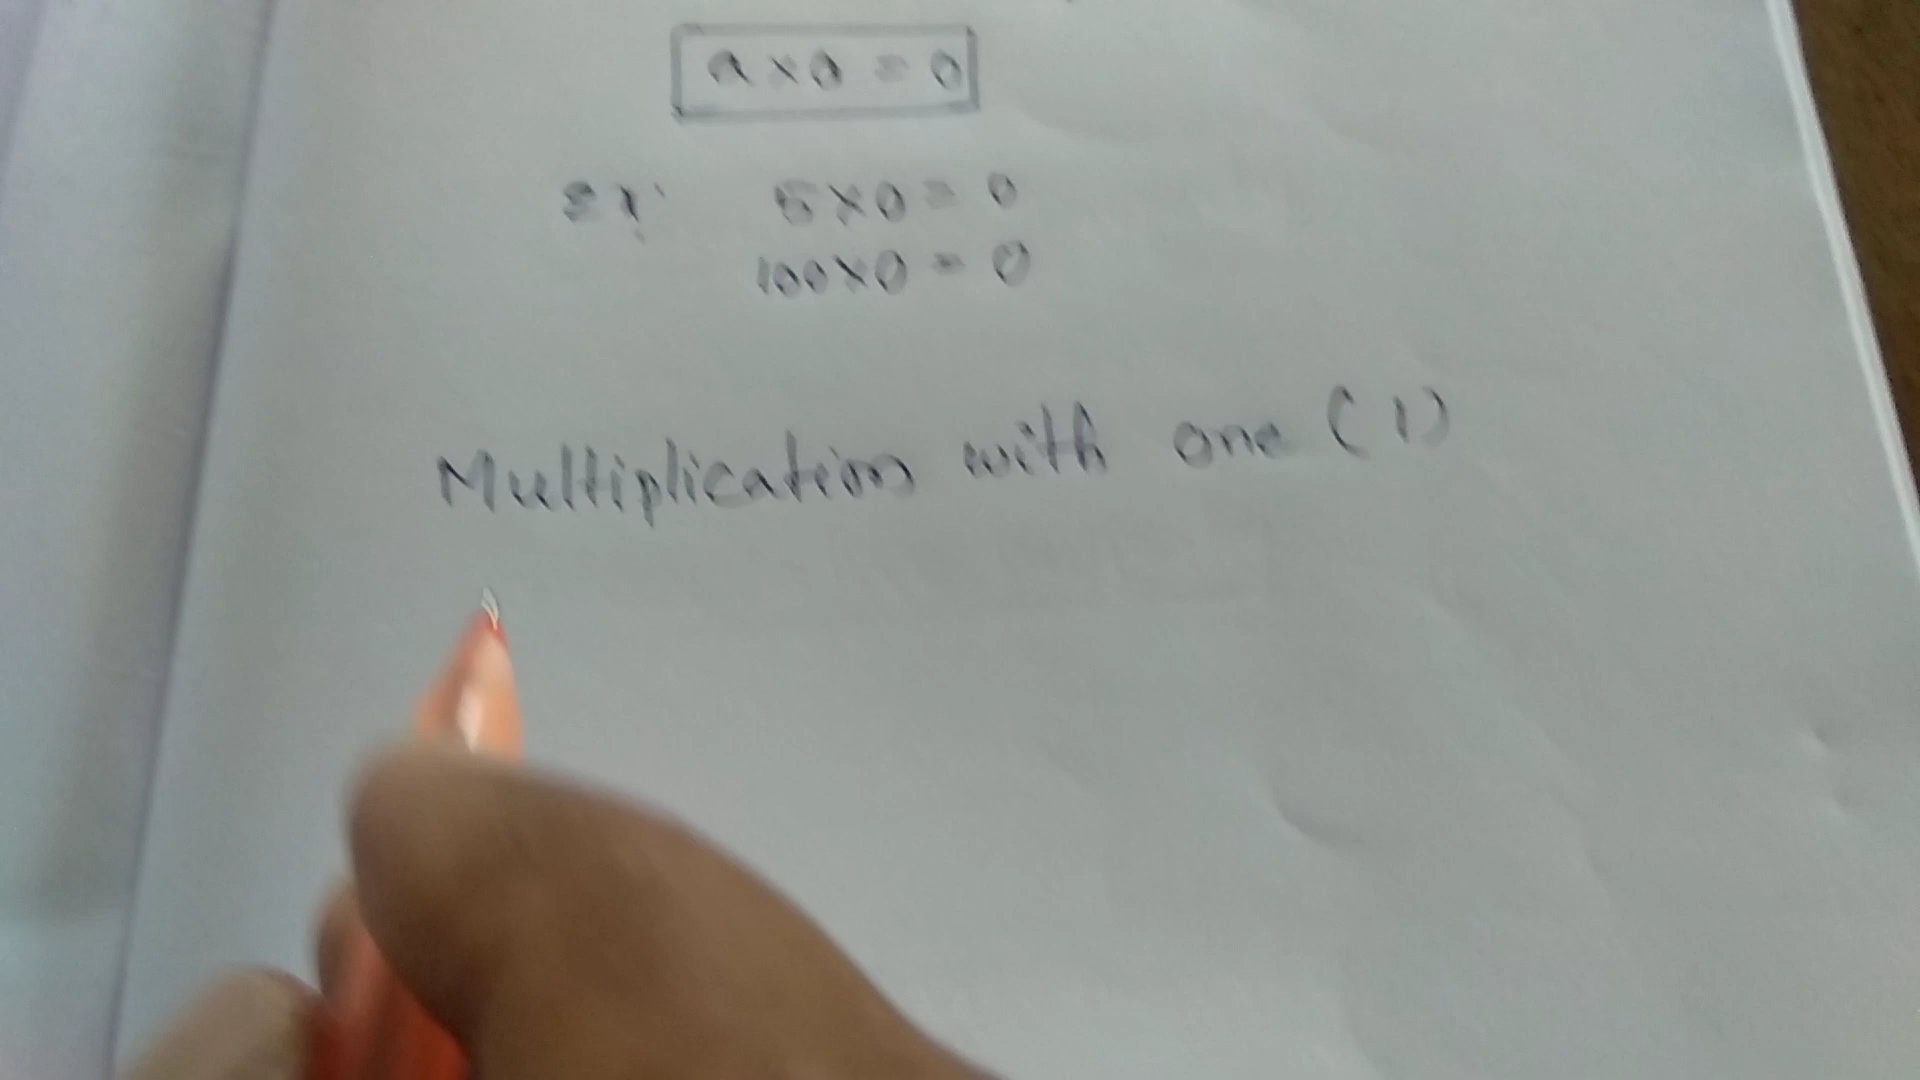 a x 0 = 0
Ex: 5 x 0 = 0
100 x 0 = 0
Multiplication with one (1)